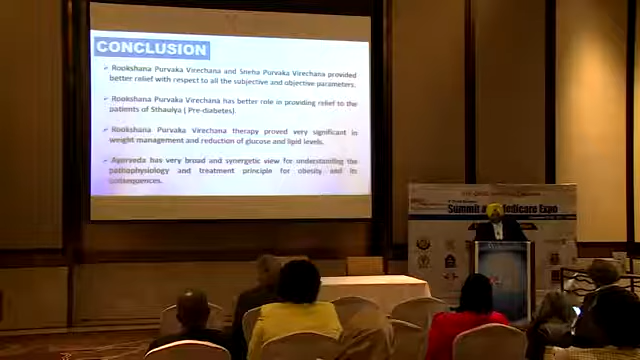 CONCLUSION
Rookshana Purvaka Virechana and Sneha Purvaka Virechana provided
better relief with respect to all the subjective and objective parameters.
Rookshana Purvaka Virechana has better role in providing relief to the
patients of Sthaulya ( Pre-diabetes).
Rookshana Purvaka Virechana therapy proved very significant in
weight management and reduction of glucose and lipid levels.
Ayurveda has very broad and synergetic view for understanding the
pathophysiology and treatment principle for obesity and its
consequences.
Summit Medicare Expo